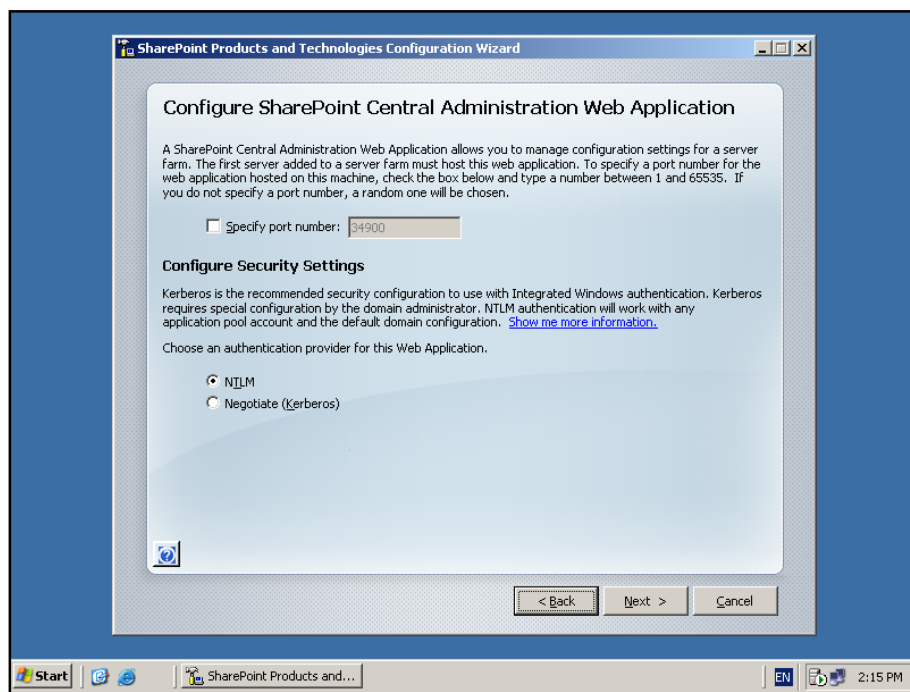 SharePoint Products and Technologies Configuration Wizard
Configure SharePoint Central Administration Web Application
A SharePoint Central Administration Web Application allows you to manage configuration settings for a server
farm. The first server added to a server farm must host this web application. To specify a port number for the
web application hosted on this machine, check the box below and type a number between 1 and 65535. If
you do not specify a port number, a random one will be chosen.
Specify port number: 34900
Configure Security Settings
Kerberos is the recommended security configuration to use with Integrated Windows authentication. Kerberos
requires special configuration by the domain administrator. NTLM authentication will work with any
application pool account and the default domain configuration. Show me more information.
Choose an authentication provider for this Web Application.
NTLM
Negotiate (Kerberos)
< Back Next > Cancel
Start SharePoint Products and... EN 2:15 PM